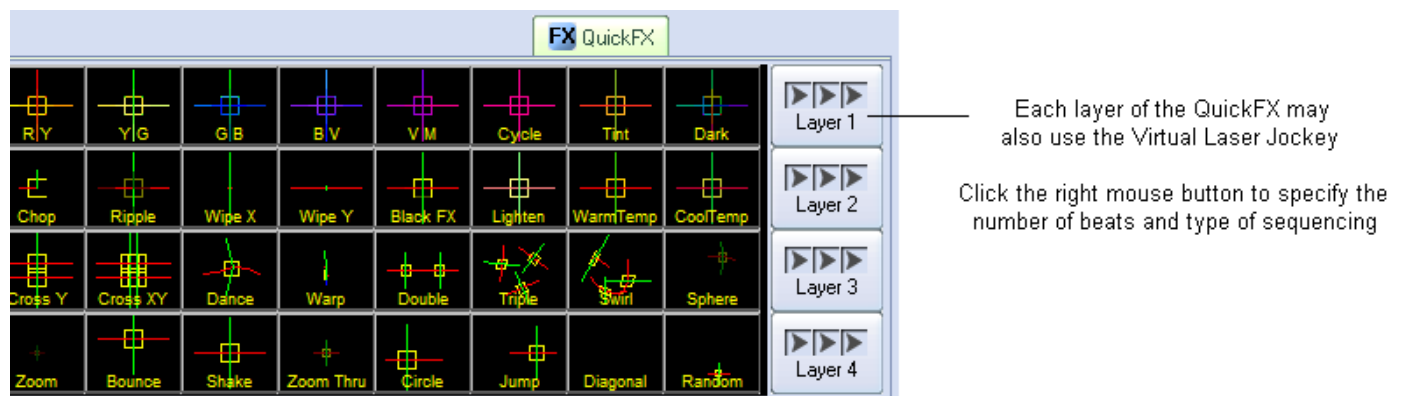 FX QuickFX
R Y Y G G B B V V M Cycle Tint Dark
Layer 1
Chop Ripple Wipe X Wipe Y Black FX Lighten WarmTemp CoolTemp
Layer 2
Cross Y Cross XY Dance Warp Double Triple Swirl Sphere
Layer 3
Zoom Bounce Shake Zoom Thru Circle Jump Diagonal Random
Layer 4
Each layer of the QuickFX may
also use the Virtual Laser Jockey
Click the right mouse button to specify the
number of beats and type of sequencing